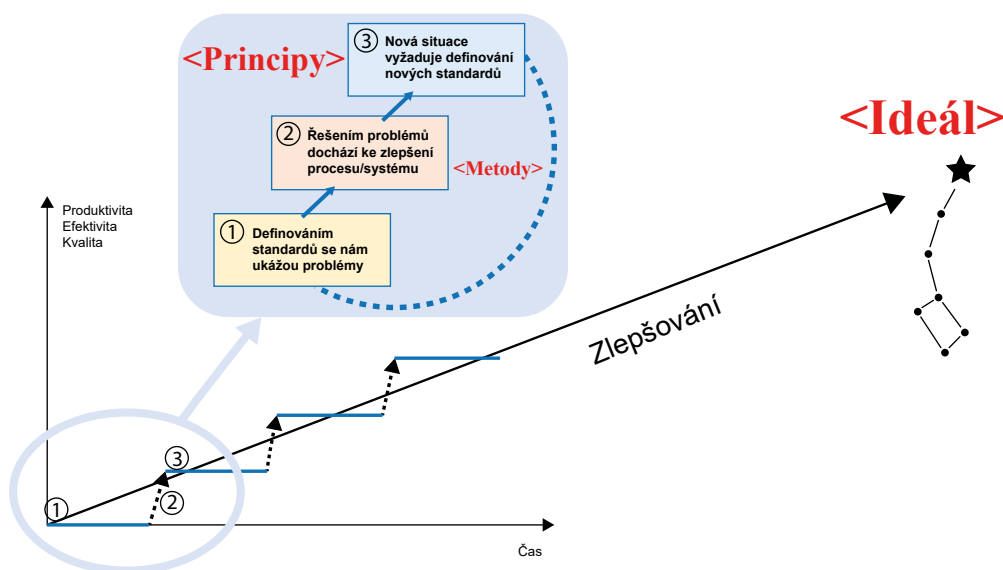 <Principy>
③ Nová situace
vyžaduje definování
nových standardů
② Řešením problémů
dochází ke zlepšení
procesu/systému
<Metody>
① Definováním
standardů se nám
ukážou problémy
<Ideál>
Produktivita
Efektivita
Kvalita
Zlepšování
③
②
①
Čas